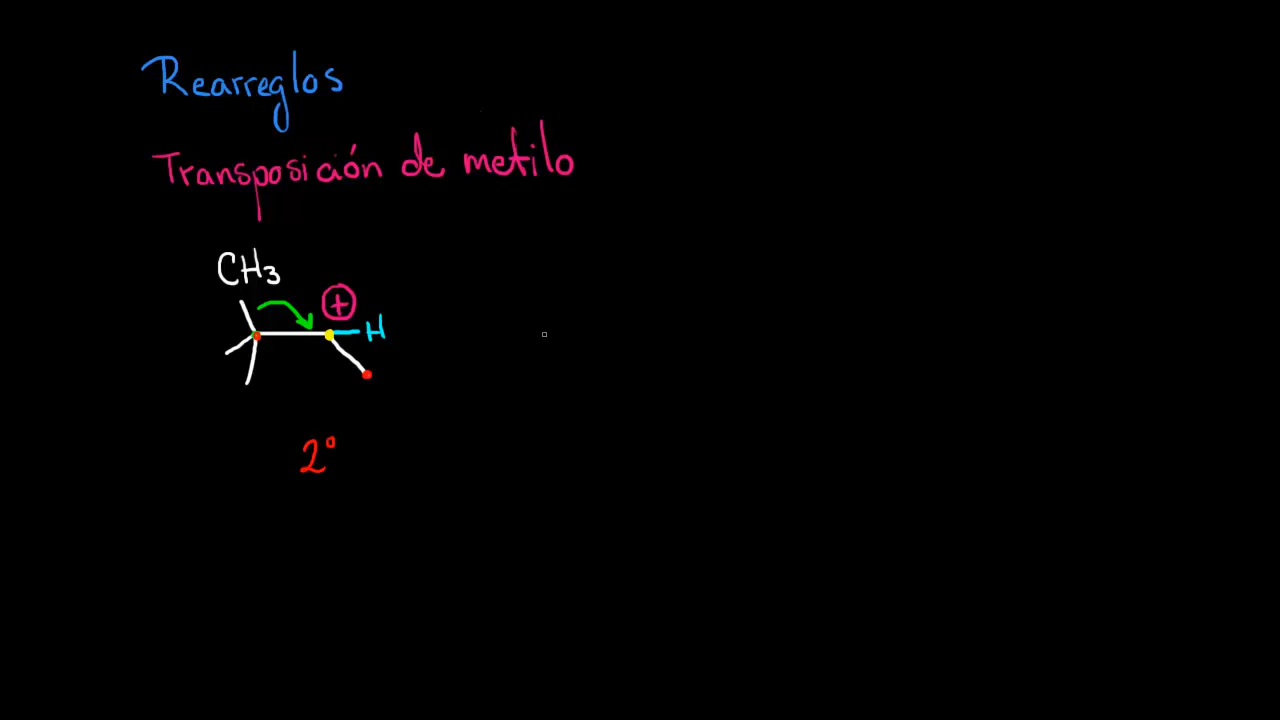 Rearreglos
Transposición de metilo
CH3
+
H
2°